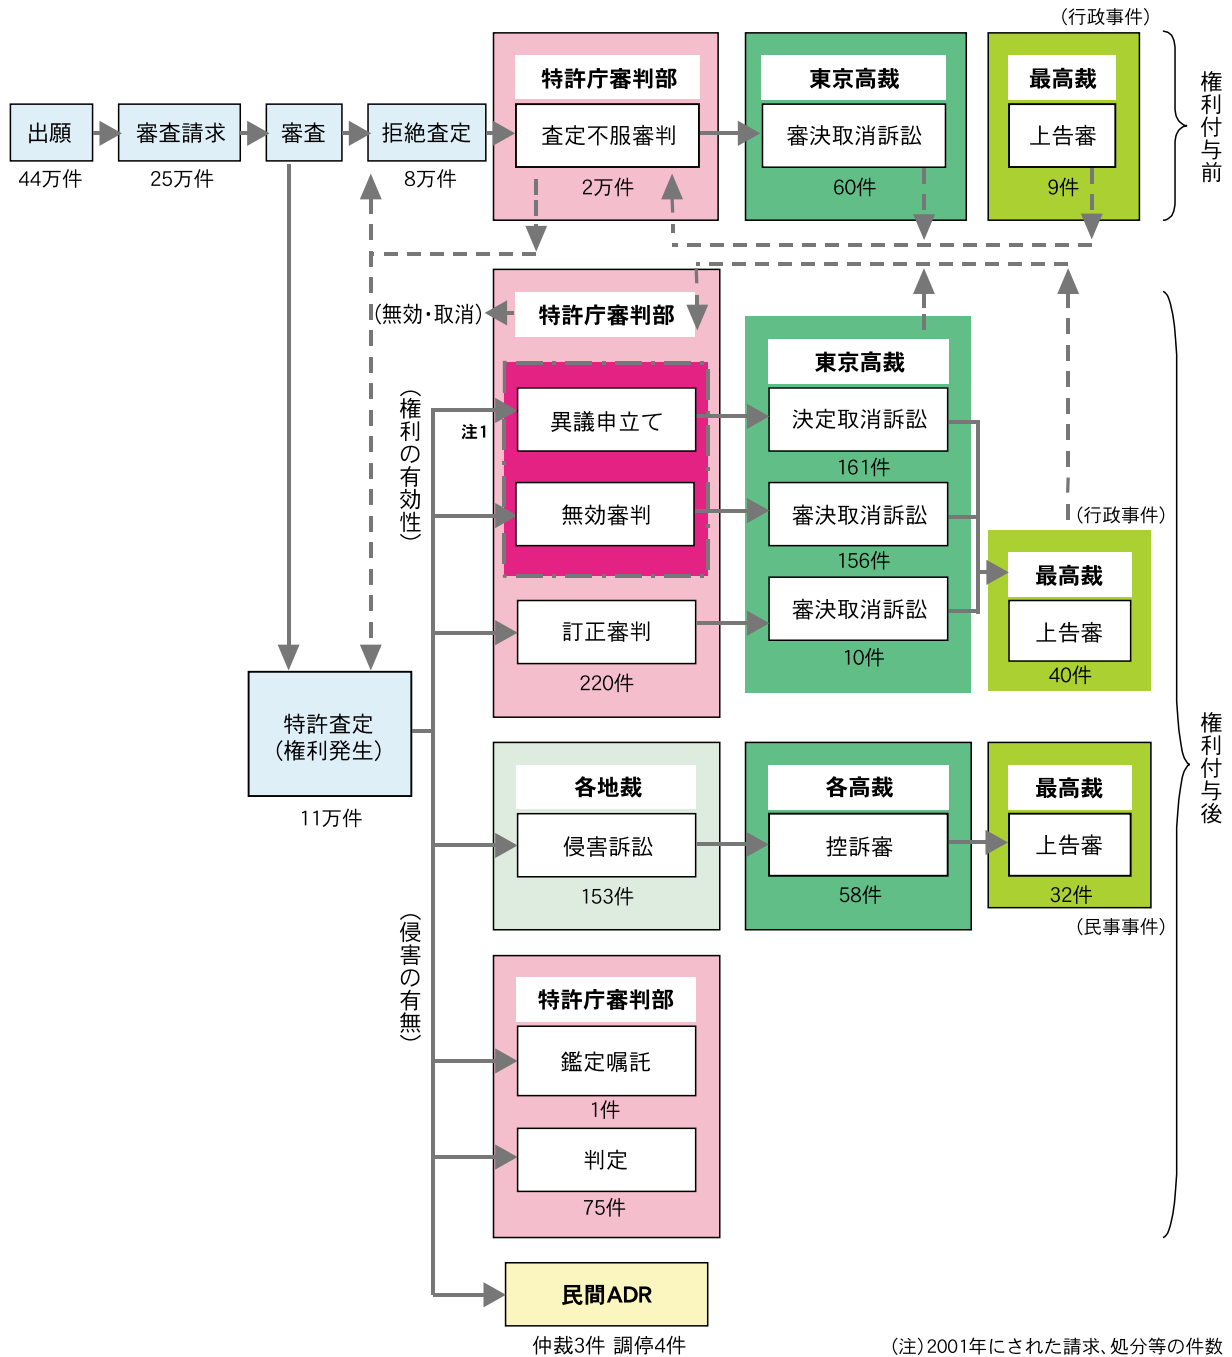 （行政事件）
特許庁審判部
東京高裁
最高裁
出願
審査請求
審査
拒絶査定
査定不服審判
審決取消訴訟
上告審
44万件
25万件
8万件
2万件
60件
9件
権利付与前
（無効・取消）
特許庁審判部
東京高裁
（権利の有効性）
注1
異議申立て
決定取消訴訟
161件
無効審判
審決取消訴訟
156件
（行政事件）
最高裁
訂正審判
審決取消訴訟
上告審
220件
10件
40件
特許査定
（権利発生）
11万件
権利付与後
各地裁
各高裁
最高裁
侵害訴訟
控訴審
上告審
153件
58件
32件
（民事事件）
（侵害の有無）
特許庁審判部
鑑定嘱託
1件
判定
75件
民間ADR
仲裁3件 調停4件
（注）2001年にされた請求、処分等の件数